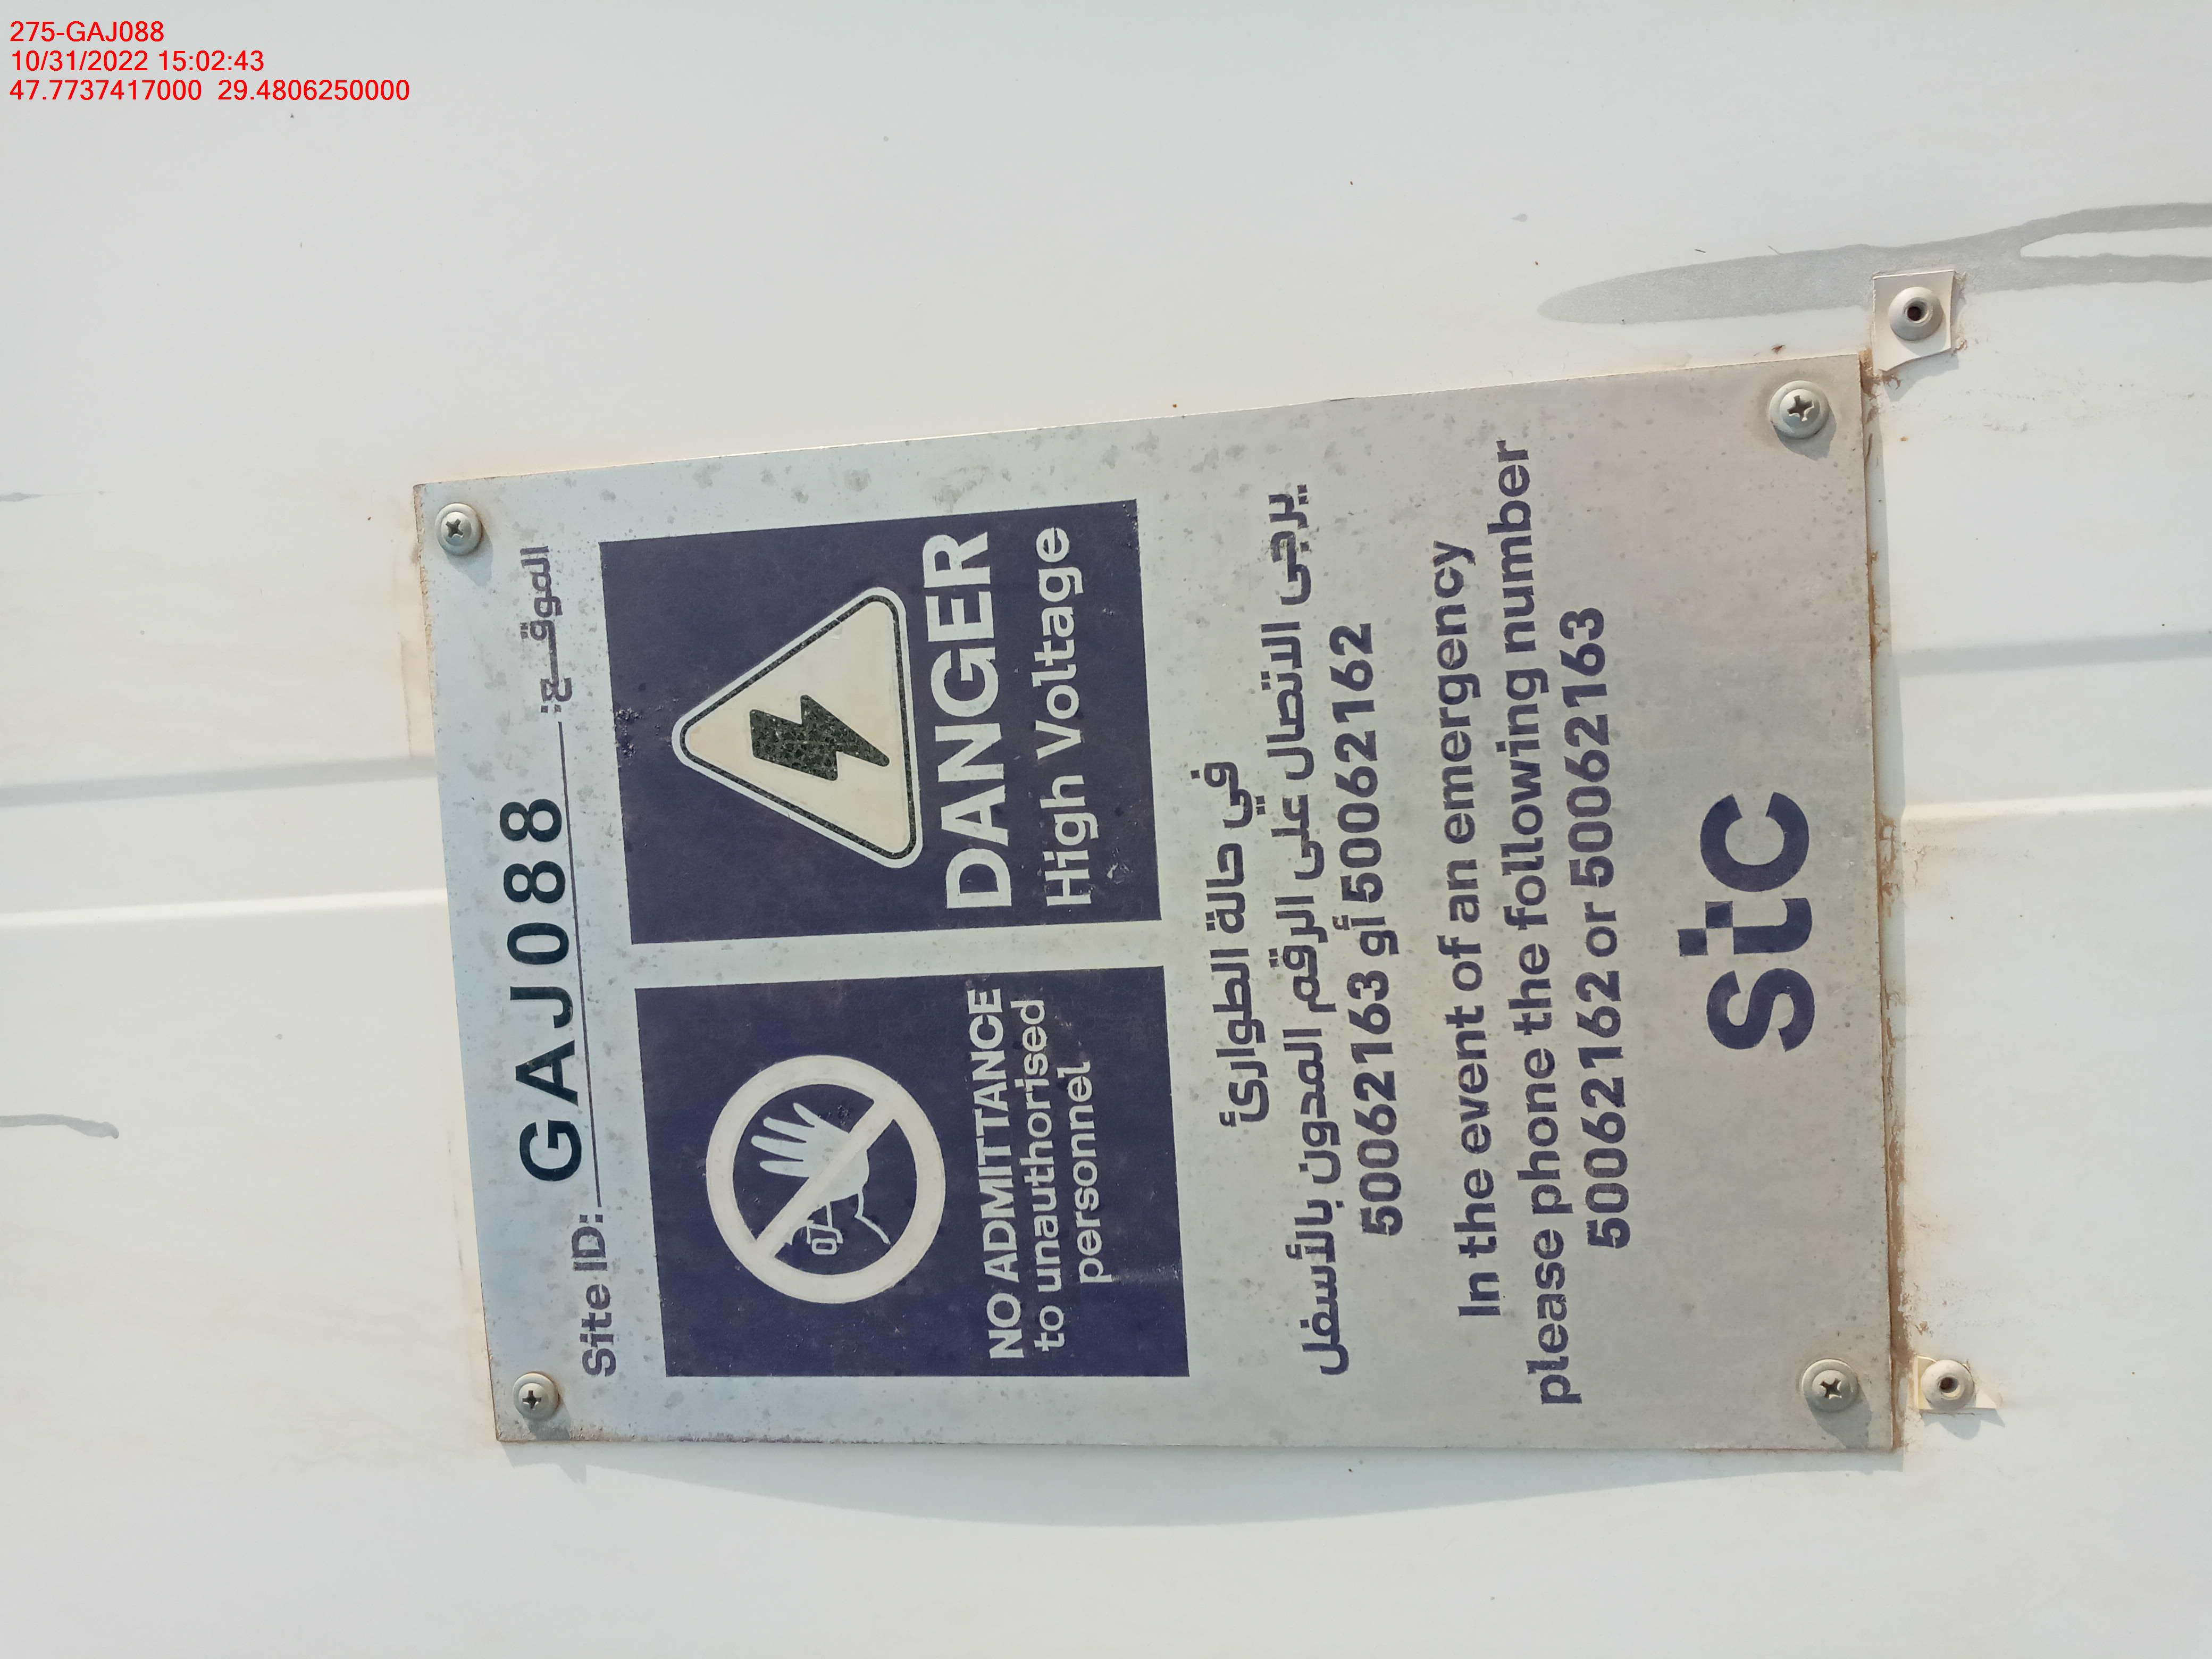 275-GAJ088
10/31/2022 15:02:43
47.7737417000 29.4806250000
Site ID: GAJ088 الموقـــع:
NO ADMITTANCE
to unauthorised
personnel
DANGER
High Voltage
في حالة الطوارئ
يرجى الاتصال على الرقم المدون بالأسفل
50062162 أو 50062163
In the event of an emergency
please phone the following number
50062162 or 50062163
stc